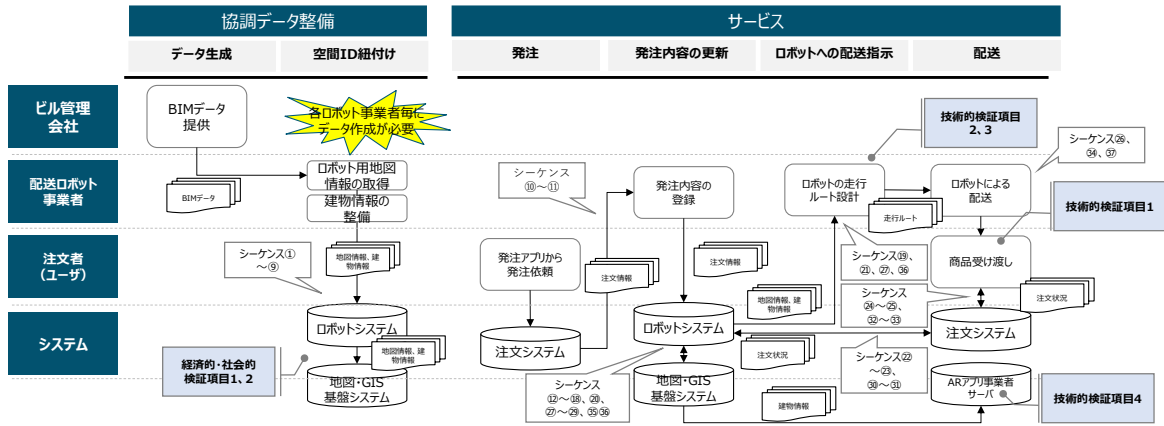 協調データ整備
サービス
データ生成
空間ID紐付け
発注
発注内容の更新
ロボットへの配送指示
配送
ビル管理
会社
BIMデータ
提供
各ロボット事業者毎に
データ作成が必要
技術的検証項目
2、3
シーケンス㉖、
㉞、㊲
配送ロボット
事業者
BIMデータ
ロボット用地図
情報の取得
建物情報の
整備
シーケンス
⑩～⑪
発注内容の
登録
ロボットの走行
ルート設計
走行ルート
ロボットによる
配送
技術的検証項目1
注文者
（ユーザ）
シーケンス①
～⑨
地図情報、建
物情報
発注アプリから
発注依頼
注文情報
注文情報
地図情報、建
物情報
シーケンス⑲、
㉑、㉗、㊱
シーケンス
㉔～㉕、
㉜～㉝
商品受け渡し
注文状況
システム
ロボットシステム
地図情報、建
物情報
注文システム
ロボットシステム
注文状況
注文システム
経済的・社会的
検証項目1、2
地図・GIS
基盤システム
シーケンス
⑫～⑱、⑳、
㉗～㉙、㉟㊱
地図・GIS
基盤システム
建物情報
シーケンス㉒
～㉓、
㉚～㉛
ARアプリ事業者
サーバ
技術的検証項目4